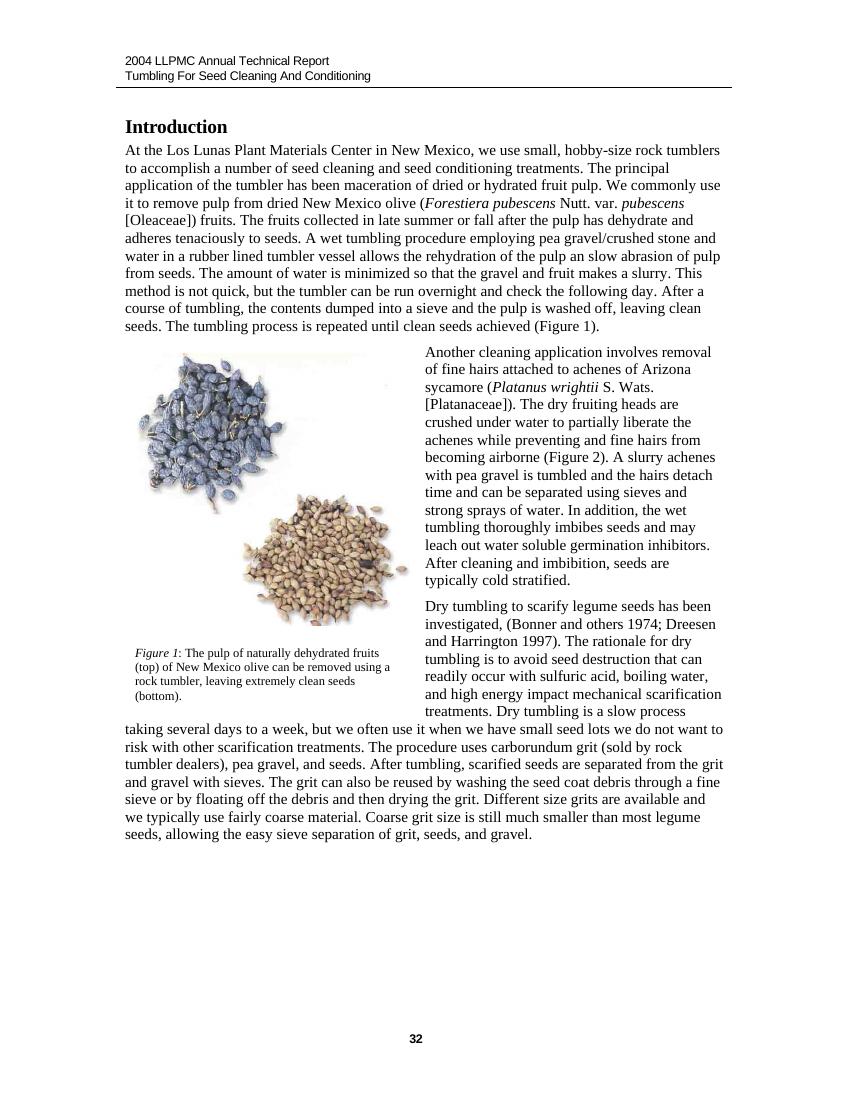 2004 LLPMC Annual Technical Report
Tumbling For Seed Cleaning And Conditioning
Introduction
At the Los Lunas Plant Materials Center in New Mexico, we use small, hobby-size rock tumblers
to accomplish a number of seed cleaning and seed conditioning treatments. The principal
application of the tumbler has been maceration of dried or hydrated fruit pulp. We commonly use
it to remove pulp from dried New Mexico olive (Forestiera pubescens Nutt. var. pubescens
[Oleaceae]) fruits. The fruits collected in late summer or fall after the pulp has dehydrate and
adheres tenaciously to seeds. A wet tumbling procedure employing pea gravel/crushed stone and
water in a rubber lined tumbler vessel allows the rehydration of the pulp an slow abrasion of pulp
from seeds. The amount of water is minimized so that the gravel and fruit makes a slurry. This
method is not quick, but the tumbler can be run overnight and check the following day. After a
course of tumbling, the contents dumped into a sieve and the pulp is washed off, leaving clean
seeds. The tumbling process is repeated until clean seeds achieved (Figure 1).
Figure 1: The pulp of naturally dehydrated fruits
(top) of New Mexico olive can be removed using a
rock tumbler, leaving extremely clean seeds
(bottom).
Another cleaning application involves removal
of fine hairs attached to achenes of Arizona
sycamore (Platanus wrightii S. Wats.
[Platanaceae]). The dry fruiting heads are
crushed under water to partially liberate the
achenes while preventing and fine hairs from
becoming airborne (Figure 2). A slurry achenes
with pea gravel is tumbled and the hairs detach
time and can be separated using sieves and
strong sprays of water. In addition, the wet
tumbling thoroughly imbibes seeds and may
leach out water soluble germination inhibitors.
After cleaning and imbibition, seeds are
typically cold stratified.
Dry tumbling to scarify legume seeds has been
investigated, (Bonner and others 1974; Dreesen
and Harrington 1997). The rationale for dry
tumbling is to avoid seed destruction that can
readily occur with sulfuric acid, boiling water,
and high energy impact mechanical scarification
treatments. Dry tumbling is a slow process
taking several days to a week, but we often use it when we have small seed lots we do not want to
risk with other scarification treatments. The procedure uses carborundum grit (sold by rock
tumbler dealers), pea gravel, and seeds. After tumbling, scarified seeds are separated from the grit
and gravel with sieves. The grit can also be reused by washing the seed coat debris through a fine
sieve or by floating off the debris and then drying the grit. Different size grits are available and
we typically use fairly coarse material. Coarse grit size is still much smaller than most legume
seeds, allowing the easy sieve separation of grit, seeds, and gravel.
32